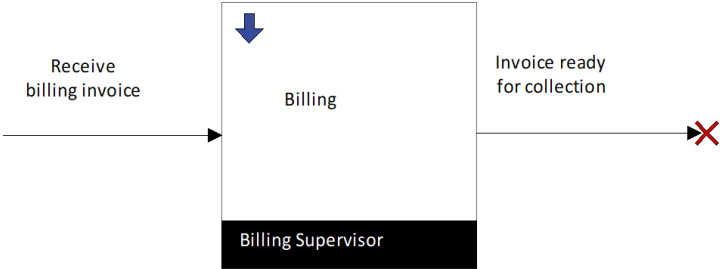 Receive
billing invoice
Billing
Invoice ready
for collection
Billing Supervisor